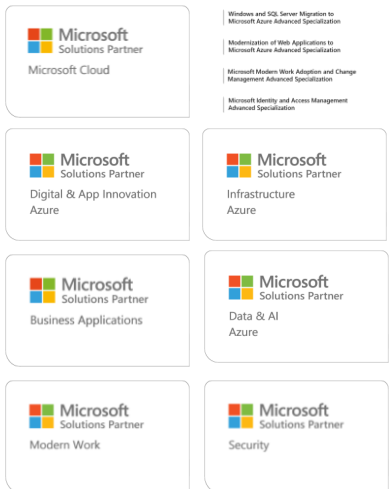 Microsoft
Solutions Partner
Microsoft Cloud
Windows and SQL Server Migration to
Microsoft Azure Advanced Specialization
Modernization of Web Applications to
Microsoft Azure Advanced Specialization
Microsoft Modern Work Adoption and Change
Management Advanced Specialization
Microsoft Identity and Access Management
Advanced Specialization
Microsoft
Solutions Partner
Digital & App Innovation
Azure
Microsoft
Solutions Partner
Infrastructure
Azure
Microsoft
Solutions Partner
Business Applications
Microsoft
Solutions Partner
Data & AI
Azure
Microsoft
Solutions Partner
Modern Work
Microsoft
Solutions Partner
Security